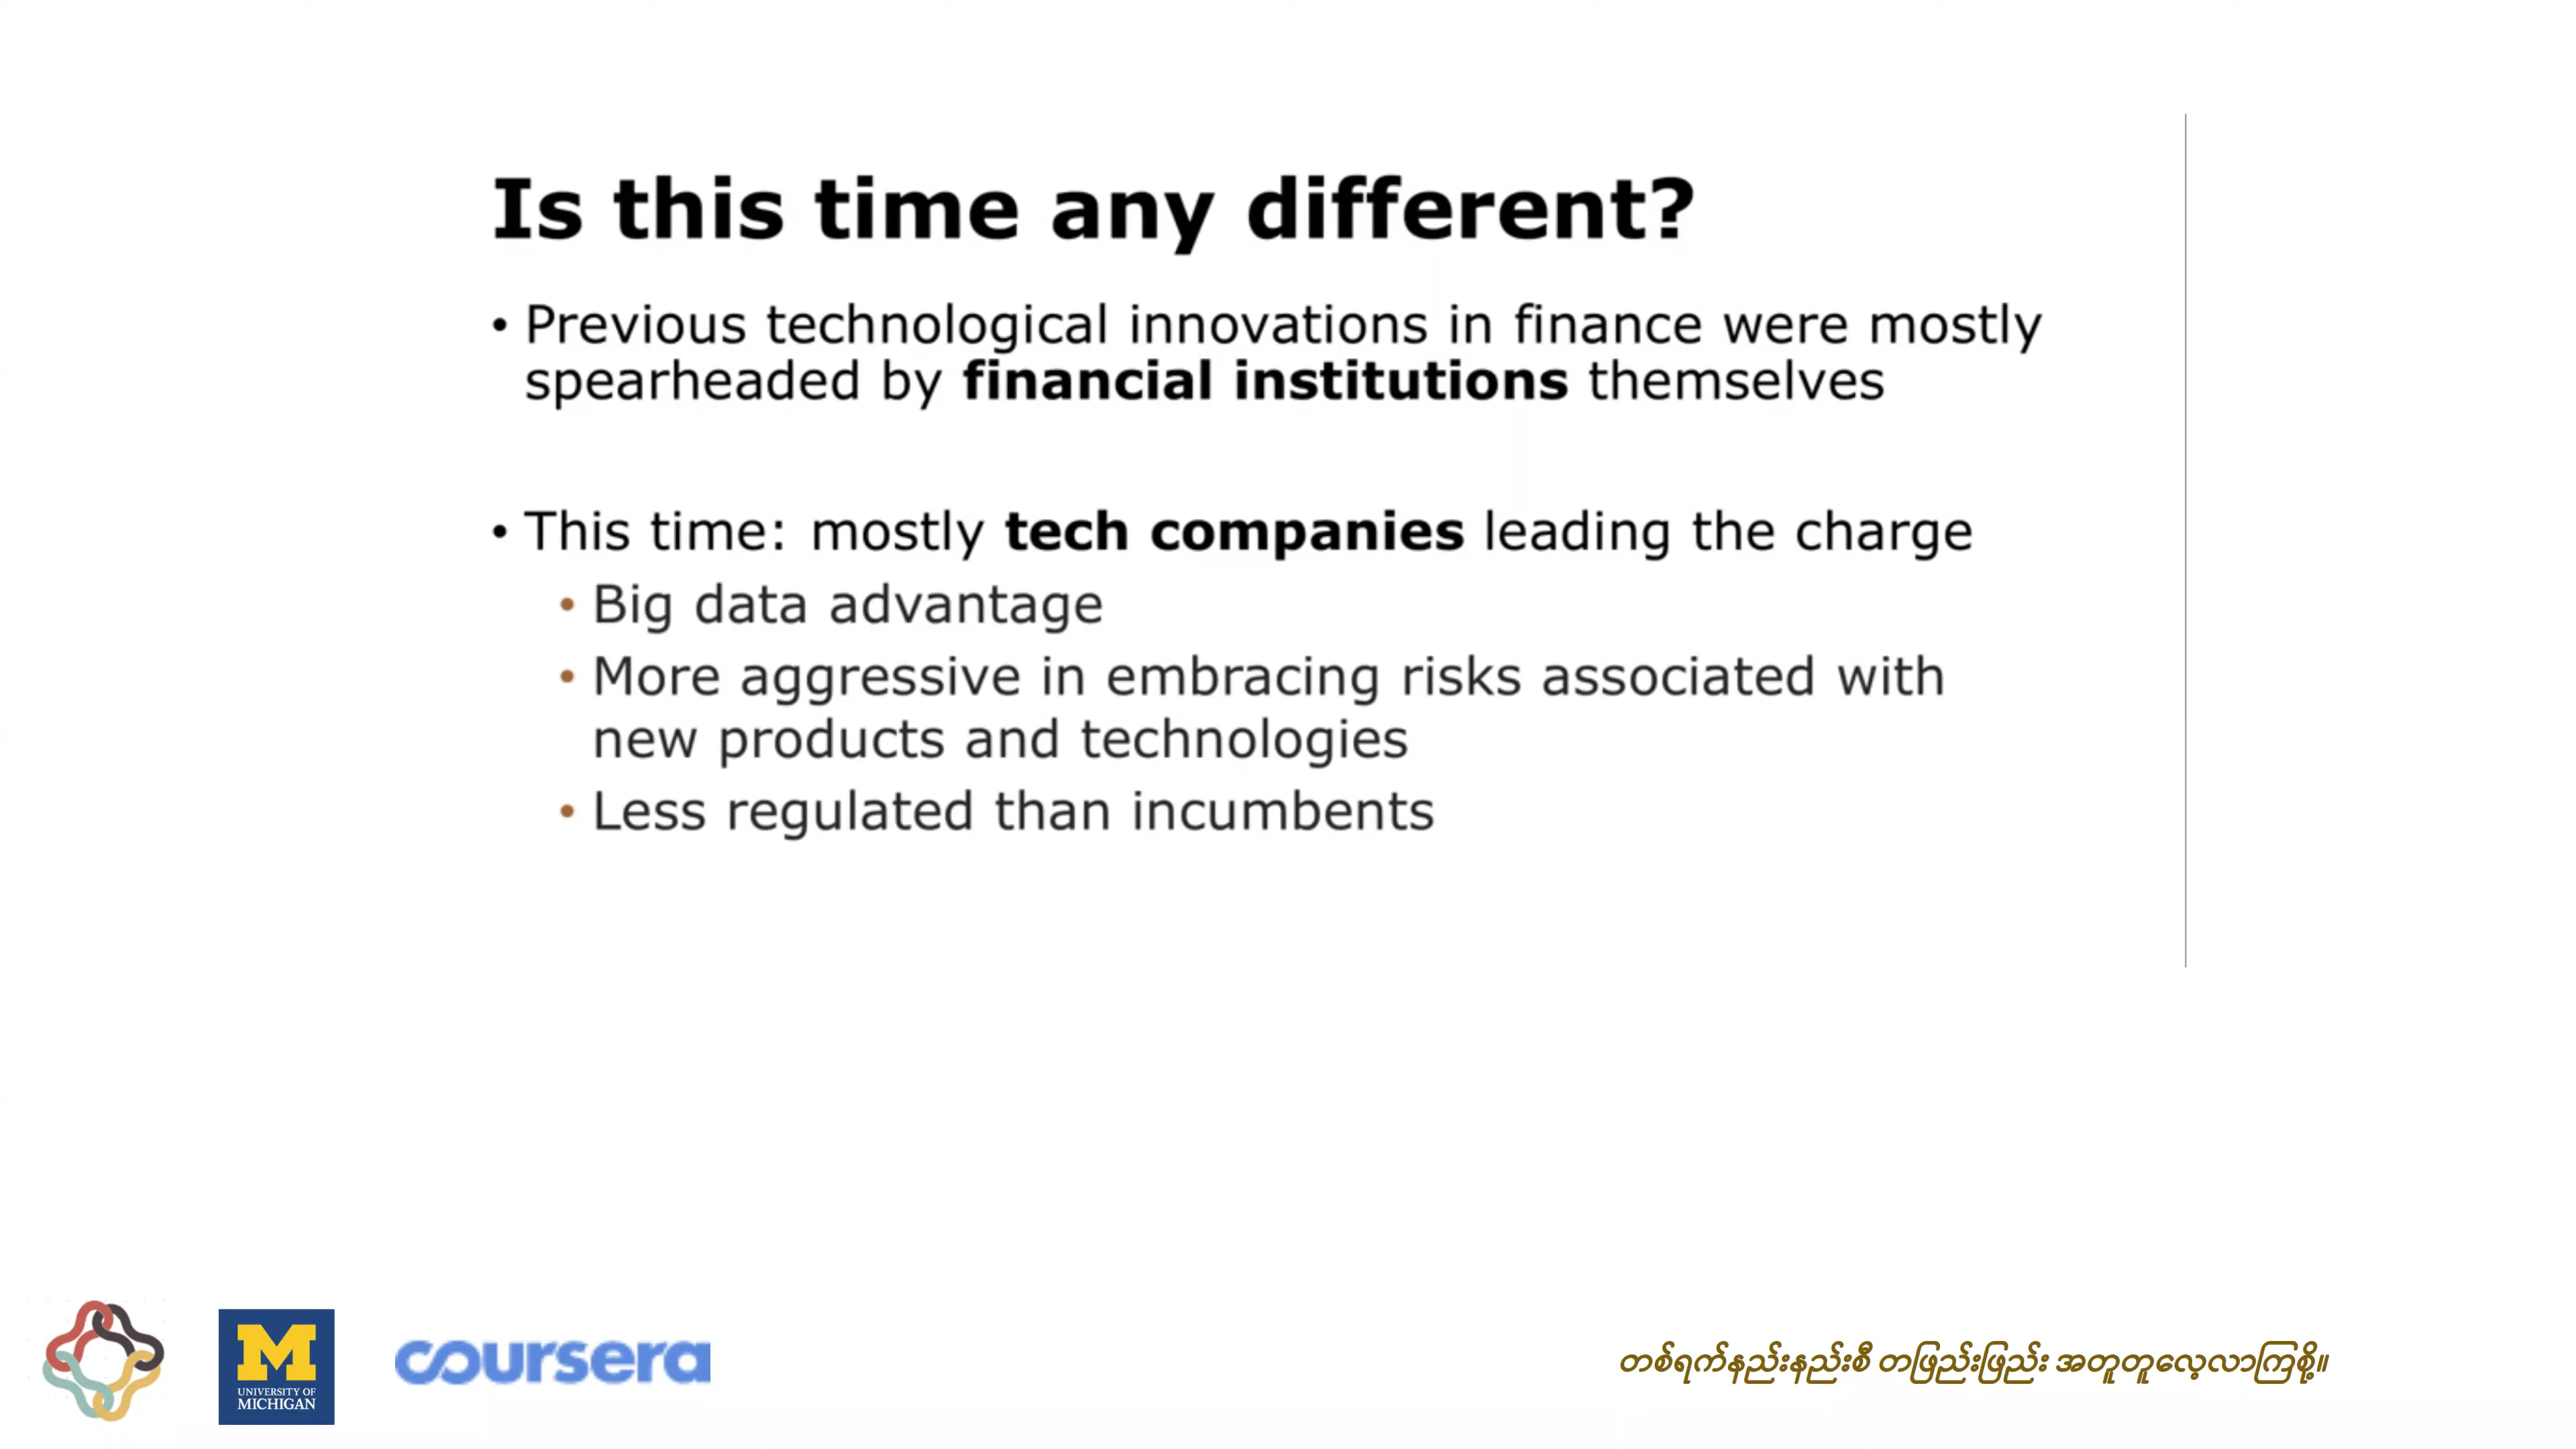 Is this time any different?
• Previous technological innovations in finance were mostly
spearheaded by financial institutions themselves
• This time: mostly tech companies leading the charge
• Big data advantage
• More aggressive in embracing risks associated with
new products and technologies
• Less regulated than incumbents
M
UNIVERSITY OF
MICHIGAN
coursera
တစ်ရက်နည်းနည်းစီ တဖြည်းဖြည်း အတူတူလေ့လာကြစို့။